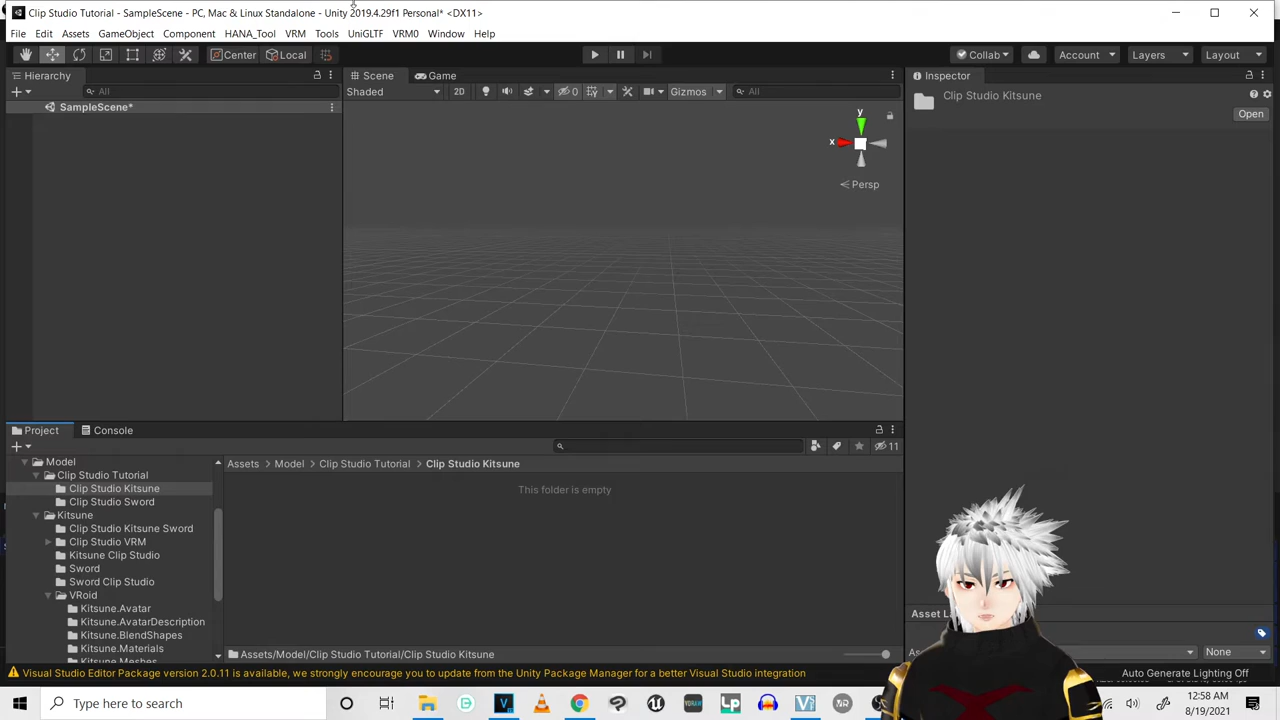 Clip Studio Tutorial - SampleScene - PC, Mac & Linux Standalone - Unity 2019.4.29f1 Personal* <DX11>
File Edit Assets GameObject Component HANA_Tool VRM Tools UniGLTF VRM0 Window Help
Center Local Collab Account Layers Layout
Hierarchy Scene Game Inspector
All Shaded 2D 0 Gizmos All
Clip Studio Kitsune
SampleScene*
Open
y
x
Persp
Project Console
11
Assets Model Clip Studio Tutorial Clip Studio Kitsune
This folder is empty
Model
Clip Studio Tutorial
Clip Studio Kitsune
Clip Studio Sword
Kitsune
Clip Studio Kitsune Sword
Clip Studio VRM
Kitsune Clip Studio
Sword
Sword Clip Studio
VRoid
Kitsune.Avatar
Kitsune.AvatarDescription
Kitsune.BlendShapes
Kitsune.Materials
Kitsune.Meshes
Assets/Model/Clip Studio Tutorial/Clip Studio Kitsune
Asset L
None
Visual Studio Editor Package version 2.0.11 is available, we strongly encourage you to update from the Unity Package Manager for a better Visual Studio integration
Auto Generate Lighting Off
Type here to search
12:58 AM
8/19/2021